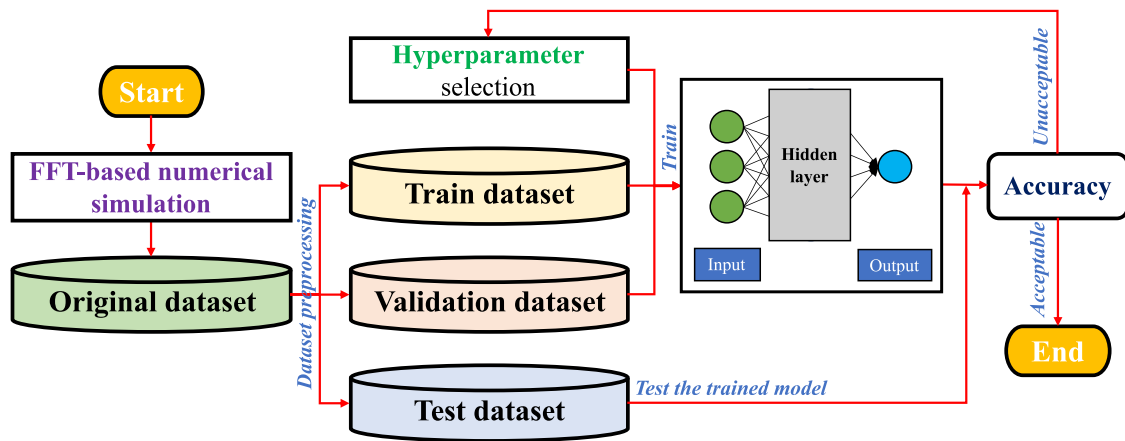 Start
FFT-based numerical
simulation
Original dataset
Dataset preprocessing
Hyperparameter
selection
Train dataset
Validation dataset
Test dataset
Train
Hidden
layer
Input
Output
Test the trained model
Unacceptable
Accuracy
Acceptable
End